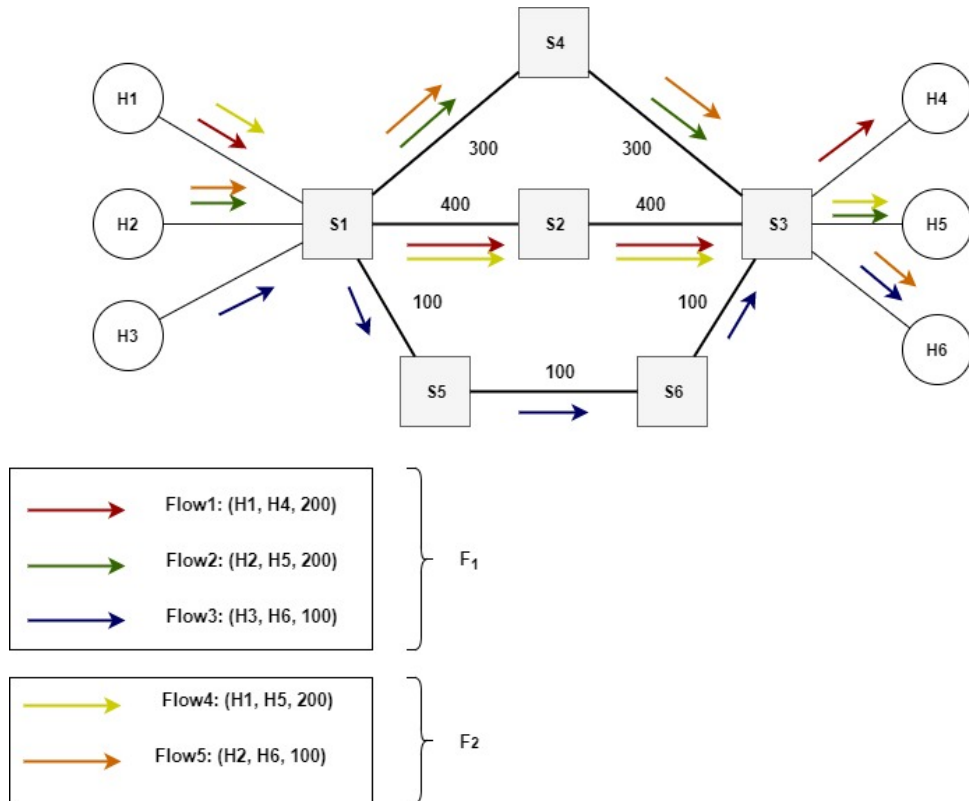 S4
H1
H4
300
300
400
400
H2
S1
S2
S3
H5
100
100
H3
H6
100
S5
S6
Flow1: (H1, H4, 200)
Flow2: (H2, H5, 200)
F1
Flow3: (H3, H6, 100)
Flow4: (H1, H5, 200)
F2
Flow5: (H2, H6, 100)